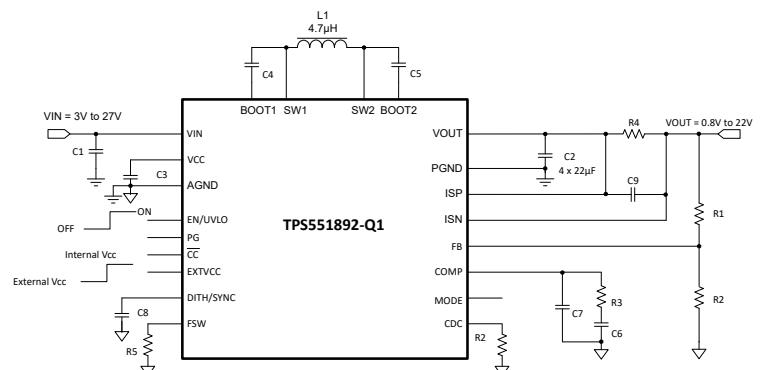 L1
4.7µH
C4
C5
BOOT1 SW1 SW2 BOOT2
VIN = 3V to 27V
C1
VIN
VCC
C3
AGND
OFF
ON
EN/UVLO
PG
Internal Vcc
CC
EXTVCC
External Vcc
DITH/SYNC
C8
FSW
R5
TPS551892-Q1
VOUT
R4
VOUT = 0.8V to 22V
C2
4 x 22µF
PGND
ISP
C9
ISN
R1
FB
COMP
R2
R3
MODE
C7
C6
CDC
R2